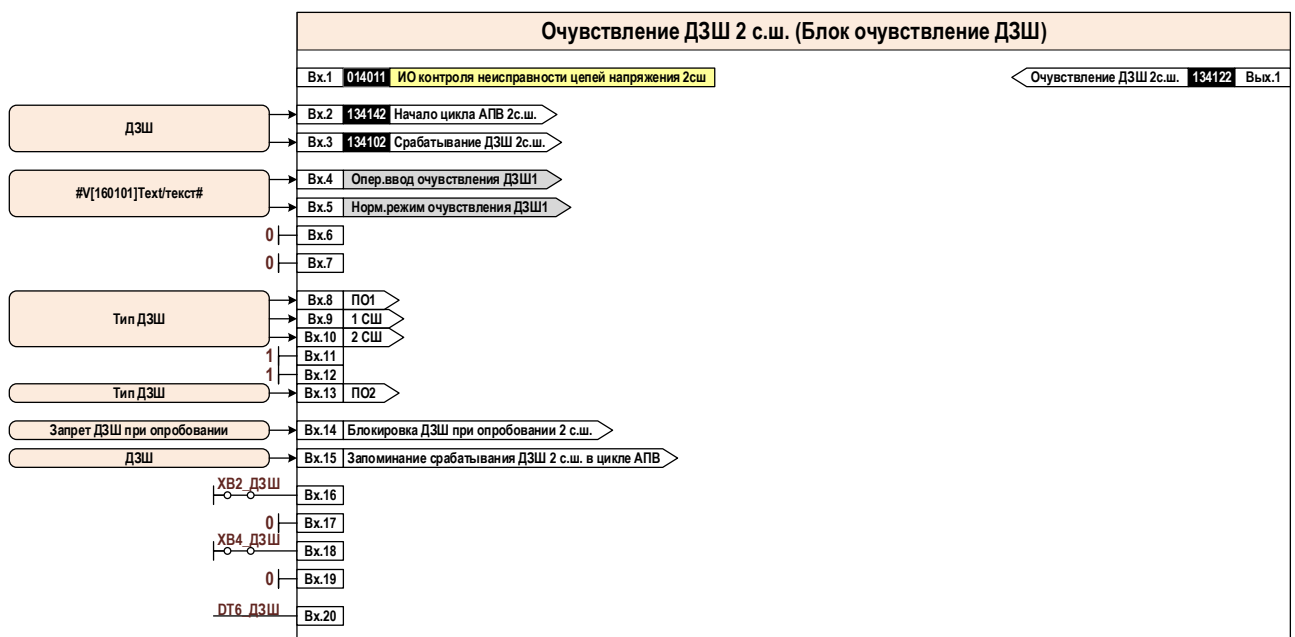 Очувствление ДЗШ 2 с.ш. (Блок очувствление ДЗШ)
Вх.1 014011 ИО контроля неисправности цепей напряжения 2сш
Очувствление ДЗШ 2с.ш. 134122 Вых.1
ДЗШ
Вх.2 134142 Начало цикла АПВ 2с.ш.
Вх.3 134102 Срабатывание ДЗШ 2с.ш.
#V[160101]Text/текст#
Вх.4 Опер.ввод очувствления ДЗШ1
Вх.5 Норм.режим очувствления ДЗШ1
0 Вх.6
0 Вх.7
Тип ДЗШ
Вх.8 ПО1
Вх.9 1 СШ
Вх.10 2 СШ
1 Вх.11
1 Вх.12
Тип ДЗШ Вх.13 ПО2
Запрет ДЗШ при опробовании Вх.14 Блокировка ДЗШ при опробовании 2 с.ш.
ДЗШ Вх.15 Запоминание срабатывания ДЗШ 2 с.ш. в цикле АПВ
XB2_ДЗШ Вх.16
0 Вх.17
XB4_ДЗШ Вх.18
0 Вх.19
DT6_ДЗШ Вх.20